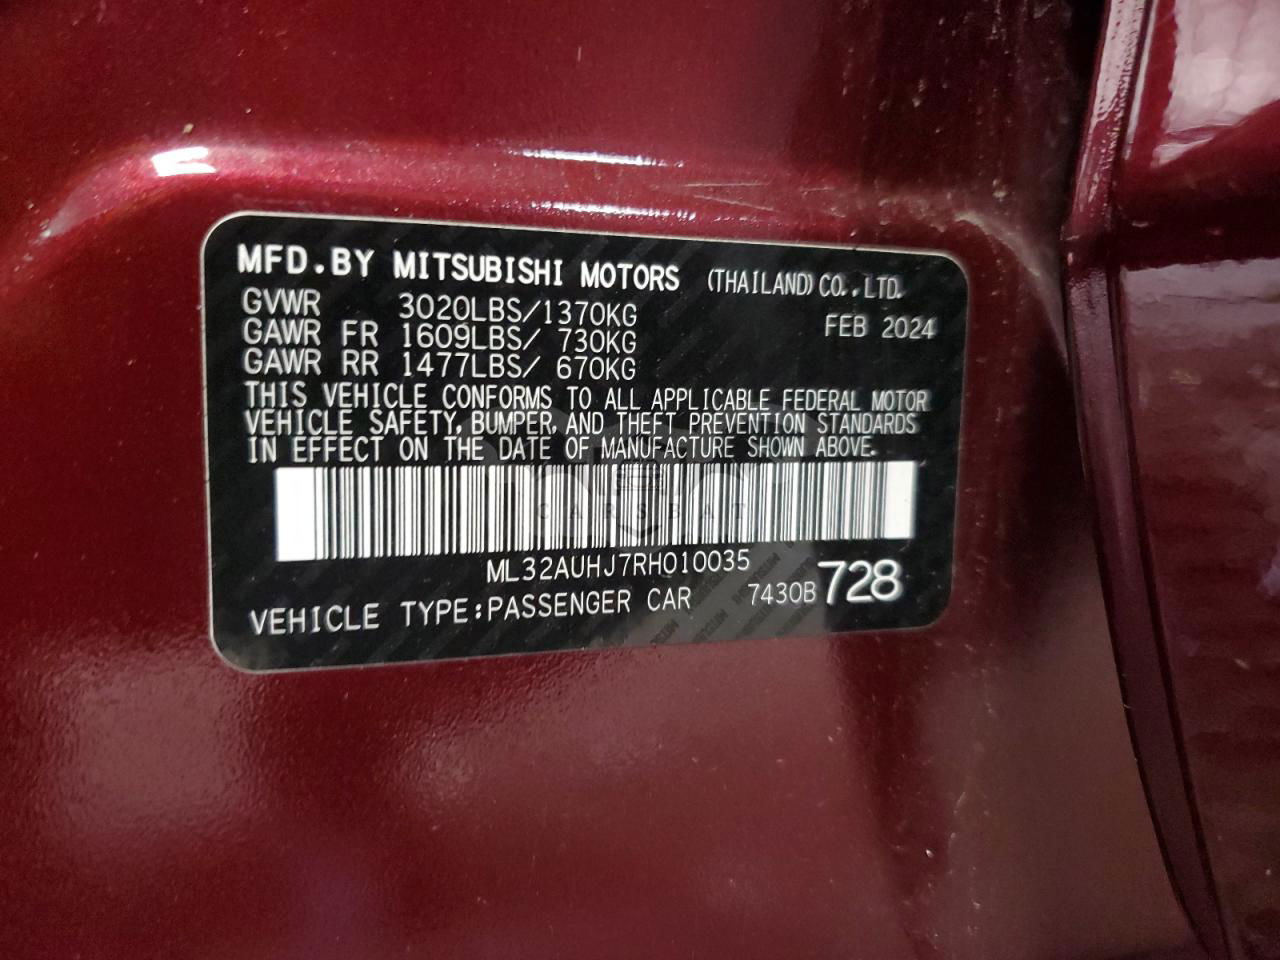 MFD.BY MITSUBISHI MOTORS (THAILAND) CO.,LTD.
GVWR 3020LBS/1370KG FEB 2024
GAWR FR 1609LBS/ 730KG
GAWR RR 1477LBS/ 670KG
THIS VEHICLE CONFORMS TO ALL APPLICABLE FEDERAL MOTOR
VEHICLE SAFETY, BUMPER, AND THEFT PREVENTION STANDARDS
IN EFFECT ON THE DATE OF MANUFACTURE SHOWN ABOVE.
CARSBAT
ML32AUHJ7RH010035
VEHICLE TYPE:PASSENGER CAR 7430B 728